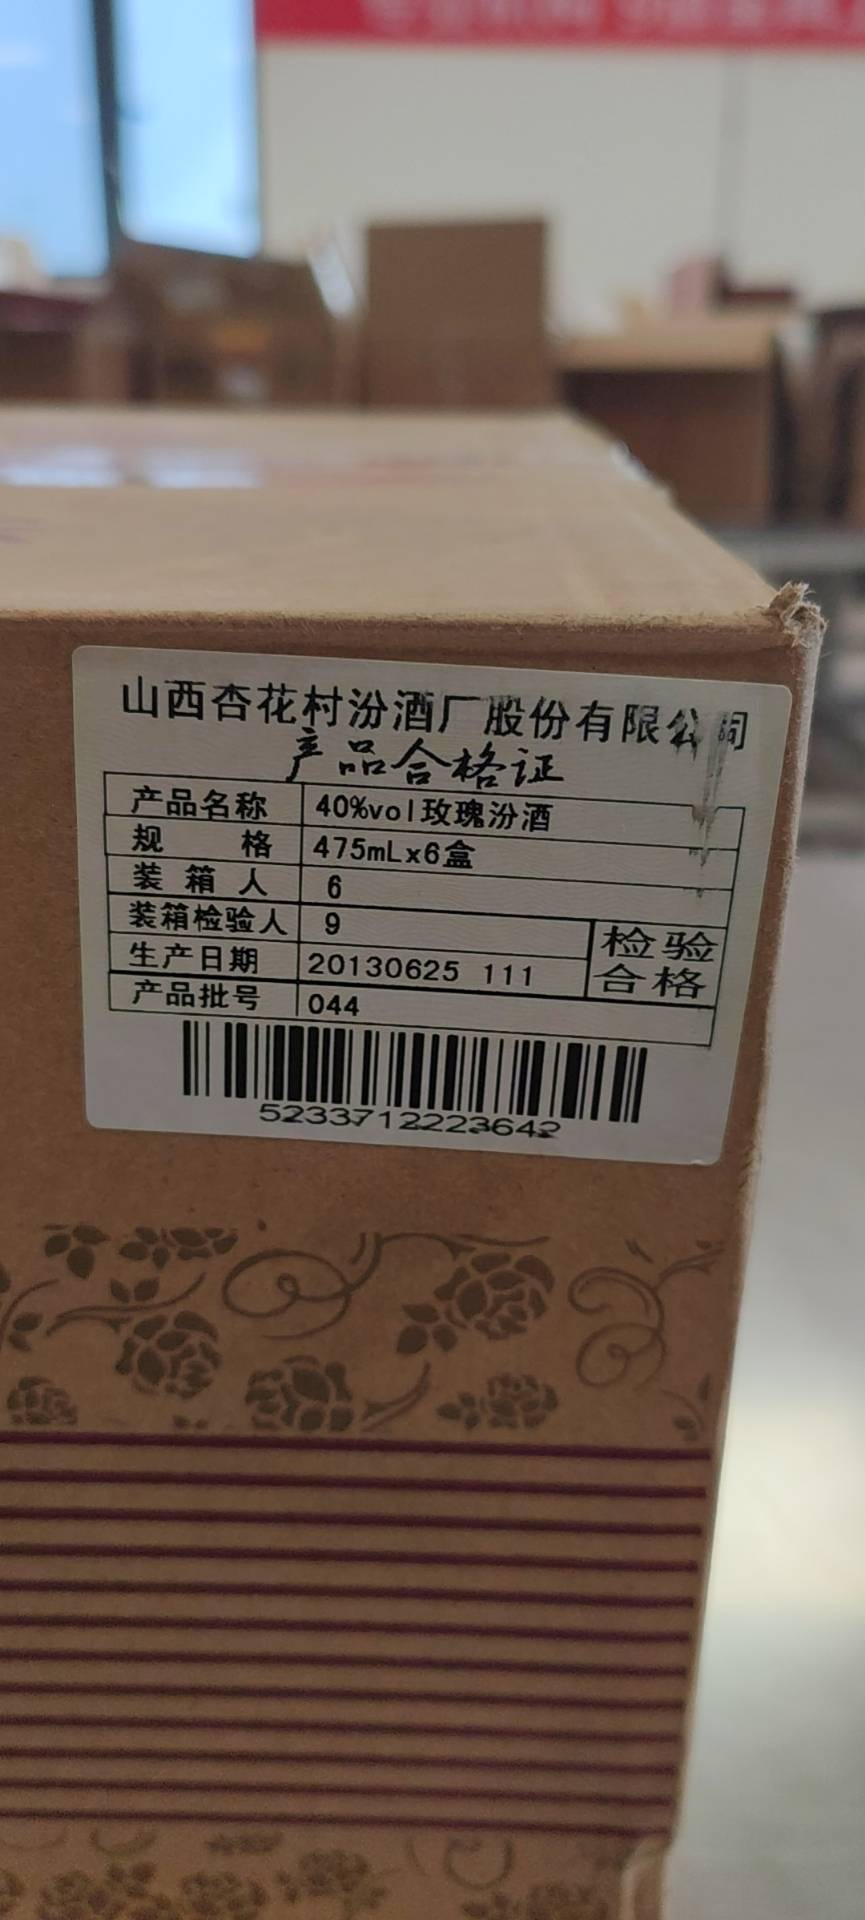 山西杏花村汾酒厂股份有限公司
产品合格证
产品名称 40%vol玫瑰汾酒
规 格 475mLx6盒
装 箱 人 6
装箱检验人 9
检验
合格
生产日期 20130625 111
产品批号 044
5233712223642